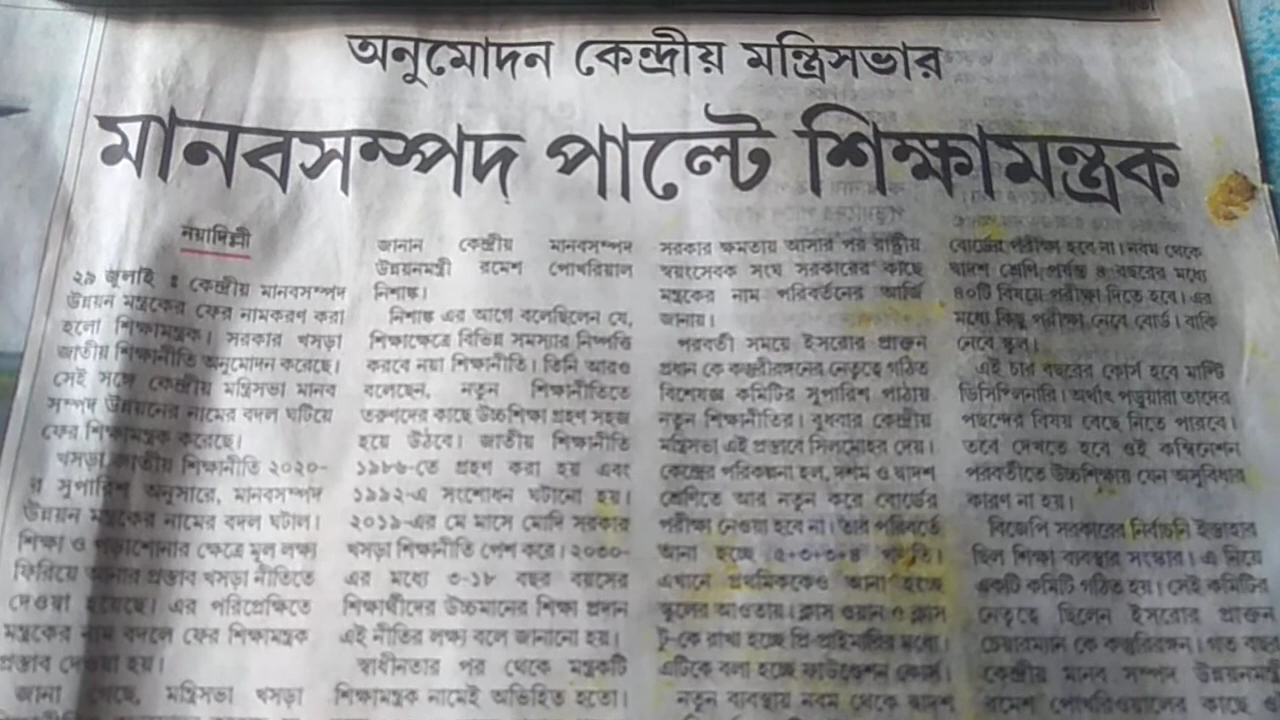 অনুমোদন কেন্দ্রীয় মন্ত্রিসভার
মানবসম্পদ পাল্টে শিক্ষামন্ত্রক
নয়াদিল্লী
২৯ জুলাই ঃ কেন্দ্রীয় মানবসম্পদ
উন্নয়ন মন্ত্রকের ফের নামকরণ করা
হলো শিক্ষামন্ত্রক। সরকার খসড়া
জাতীয় শিক্ষানীতি অনুমোদন করেছে।
সেই সঙ্গে কেন্দ্রীয় মন্ত্রিসভা মানব
সম্পদ উন্নয়নের নামের বদল ঘটিয়ে
ফের শিক্ষামন্ত্রক করেছে।
খসড়া জাতীয় শিক্ষানীতি ২০২০-
র সুপারিশ অনুসারে, মানবসম্পদ
উন্নয়ন মন্ত্রকের নামের বদল ঘটাল।
শিক্ষা ও পড়াশোনার ক্ষেত্রে মূল লক্ষ্য
ফিরিয়ে আনার প্রস্তাব খসড়া নীতিতে
দেওয়া হয়েছে। এর পরিপ্রেক্ষিতে
মন্ত্রকের নাম বদলে ফের শিক্ষামন্ত্রক
প্রস্তাব দেওয়া হয়।
জানা গেছে, মন্ত্রিসভা খসড়া
জানান কেন্দ্রীয় মানবসম্পদ
উন্নয়নমন্ত্রী রমেশ পোখরিয়াল
নিশাঙ্ক।
নিশাঙ্ক এর আগে বলেছিলেন যে,
শিক্ষাক্ষেত্রে বিভিন্ন সমস্যার নিষ্পত্তি
করবে নয়া শিক্ষানীতি। তিনি আরও
বলেছেন, নতুন শিক্ষানীতিতে
তরুণদের কাছে উচ্চশিক্ষা গ্রহণ সহজ
হয়ে উঠবে। জাতীয় শিক্ষানীতি
১৯৮৬-তে গ্রহণ করা হয় এবং
১৯৯২-এ সংশোধন ঘটানো হয়।
২০১৯-এর মে মাসে মোদি সরকার
খসড়া শিক্ষানীতি পেশ করে। ২০৩০-
এর মধ্যে ৩-১৮ বছর বয়সের
শিক্ষার্থীদের উচ্চমানের শিক্ষা প্রদান
এই নীতির লক্ষ্য বলে জানানো হয়।
স্বাধীনতার পর থেকে মন্ত্রকটি
শিক্ষামন্ত্রক নামেই অভিহিত হতো।
সরকার ক্ষমতায় আসার পর রাষ্ট্রীয়
স্বয়ংসেবক সংঘ সরকারের কাছে
মন্ত্রকের নাম পরিবর্তনের আর্জি
জানায়।
পরবর্তী সময়ে ইসরোর প্রাক্তন
প্রধান কে কস্তুরীরঙ্গনের নেতৃত্বে গঠিত
বিশেষজ্ঞ কমিটির সুপারিশ পাঠায়
নতুন শিক্ষানীতির। বুধবার কেন্দ্রীয়
মন্ত্রিসভা এই প্রস্তাবে সিলমোহর দেয়।
কেন্দ্রের পরিকল্পনা হল, দশম ও দ্বাদশ
শ্রেণিতে আর নতুন করে বোর্ডের
পরীক্ষা নেওয়া হবে না। তার পরিবর্তে
আনা হচ্ছে ৫+৩+৩+৪ পদ্ধতি।
এখানে প্রথমিককেও আনা হচ্ছে
স্কুলের আওতায়। ক্লাস ওয়ান ও ক্লাস
টু-কে রাখা হচ্ছে প্রি-প্রাইমারির মধ্যে।
এটিকে বলা হচ্ছে ফাউন্ডেশন কোর্স।
নতুন ব্যবস্থায় নবম থেকে দ্বাদশ
বোর্ডের পরীক্ষা হবে না। নবম থেকে
দ্বাদশ শ্রেণি পর্যন্ত ৪ বছরের মধ্যে
৪০টি বিষয়ে পরীক্ষা দিতে হবে। এর
মধ্যে কিছু পরীক্ষা নেবে বোর্ড। বাকি
নেবে স্কুল।
এই চার বছরের কোর্স হবে মাল্টি
ডিসিপ্লিনারি। অর্থাৎ পড়ুয়ারা তাদের
পছন্দের বিষয় বেছে নিতে পারবে।
তবে দেখতে হবে ওই কম্বিনেশন
পরবর্তীতে উচ্চশিক্ষায় যেন অসুবিধার
কারণ না হয়।
বিজেপি সরকারের নির্বাচনি ইস্তাহার
ছিল শিক্ষা ব্যবস্থার সংস্কার। এ নিয়ে
একটি কমিটি গঠিত হয়। সেই কমিটির
নেতৃত্বে ছিলেন ইসরোর প্রাক্তন
চেয়ারম্যান কে কস্তুরিরঙ্গন। গত বছর
কেন্দ্রীয় মানব সম্পদ উন্নয়নমন্ত্রী
রমেশ পোখরিওয়ালের কাছে ও